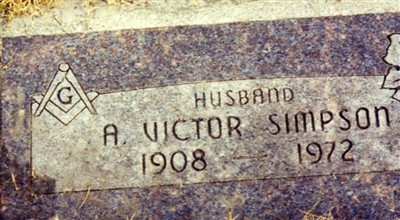 G
HUSBAND
A. VICTOR SIMPSON
1908 — 1972